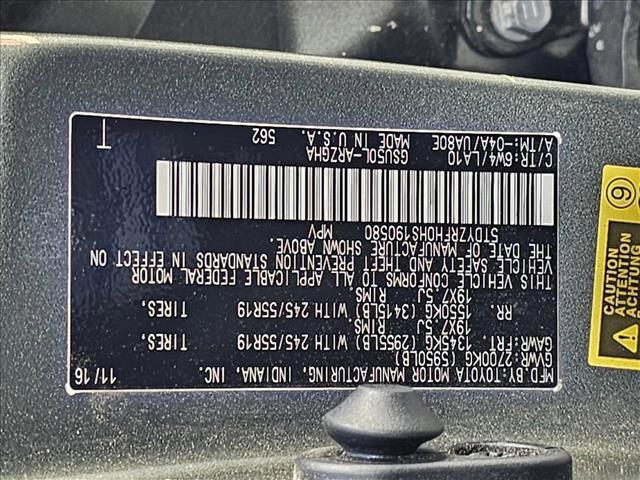 MFD.BY:TOYOTA MOTOR MANUFACTURING, INDIANA, INC. 11/16
GVWR:2700KG (5950LB)
GAWR:FRT. 1345KG (2955LB) WITH 245/55R19 TIRES.
19X7.5J RIMS
RR. 1550KG (3415LB) WITH 245/55R19 TIRES.
19X7.5J RIMS
THIS VEHICLE CONFORMS TO ALL APPLICABLE FEDERAL MOTOR
VEHICLE SAFETY AND THEFT PREVENTION STANDARDS IN EFFECT ON
THE DATE OF MANUFACTURE SHOWN ABOVE.
5TDYZRFH0HS190580 MPV
C/TR:6W4/LA10 GSU50L-ARZGHA
A/TM:-04A/UA80E MADE IN U.S.A. 562
T
CAUTION
ACHTUNG